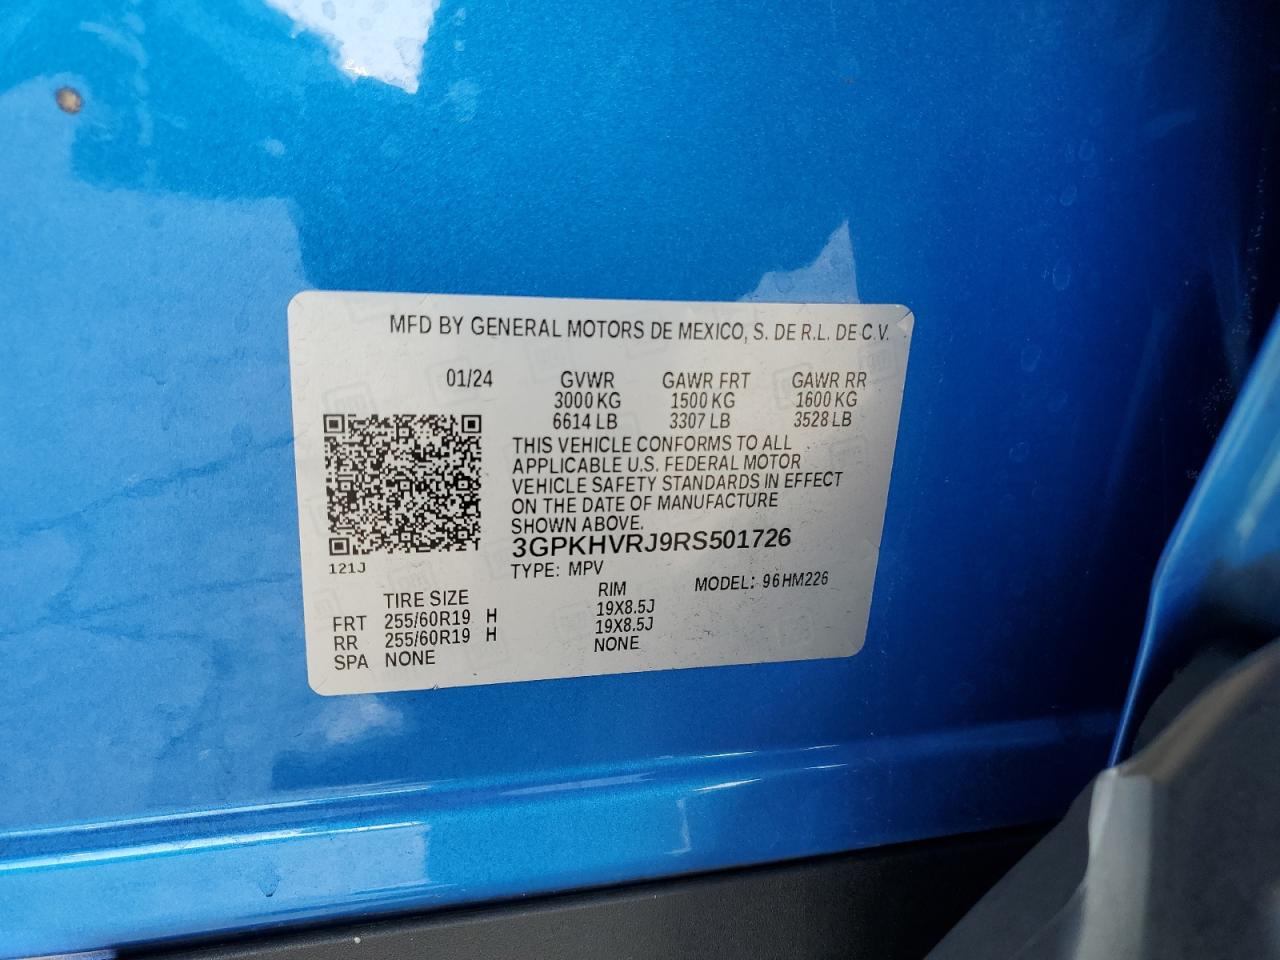 MFD BY GENERAL MOTORS DE MEXICO, S. DE R.L. DE C.V.
01/24 GVWR GAWR FRT GAWR RR
3000 KG 1500 KG 1600 KG
6614 LB 3307 LB 3528 LB
THIS VEHICLE CONFORMS TO ALL
APPLICABLE U.S. FEDERAL MOTOR
VEHICLE SAFETY STANDARDS IN EFFECT
ON THE DATE OF MANUFACTURE
SHOWN ABOVE.
3GPKHVRJ9RS501726
121J
TYPE: MPV MODEL: 96HM226
TIRE SIZE RIM
FRT 255/60R19 H 19X8.5J
RR 255/60R19 H 19X8.5J
SPA NONE NONE